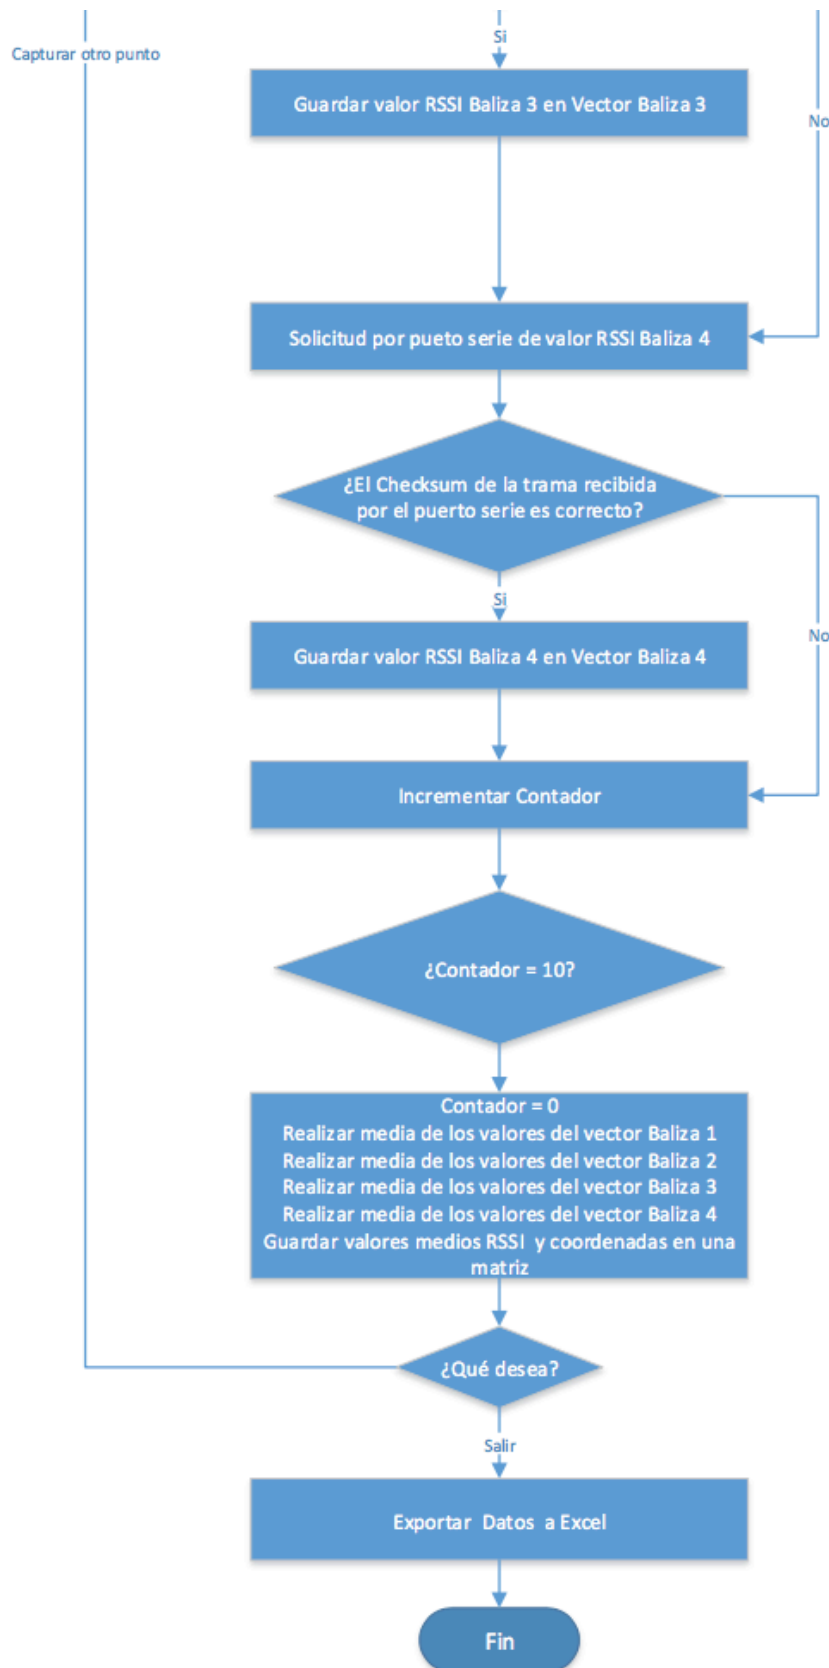 Si
Capturar otro punto
Guardar valor RSSI Baliza 3 en Vector Baliza 3
No
Solicitud por pueto serie de valor RSSI Baliza 4
¿El Checksum de la trama recibida
por el puerto serie es correcto?
Si
No
Guardar valor RSSI Baliza 4 en Vector Baliza 4
Incrementar Contador
¿Contador = 10?
Contador = 0
Realizar media de los valores del vector Baliza 1
Realizar media de los valores del vector Baliza 2
Realizar media de los valores del vector Baliza 3
Realizar media de los valores del vector Baliza 4
Guardar valores medios RSSI y coordenadas en una
matriz
¿Qué desea?
Salir
Exportar Datos a Excel
Fin